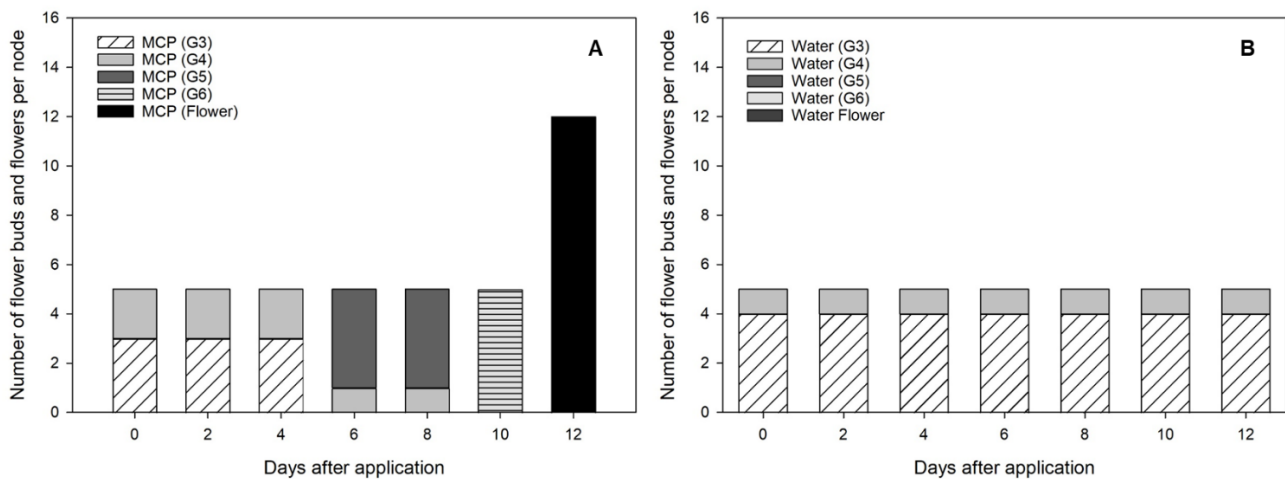 A
MCP (G3)
MCP (G4)
MCP (G5)
MCP (G6)
MCP (Flower)
Number of flower buds and flowers per node
16
14
12
10
8
6
4
2
0
0 2 4 6 8 10 12
Days after application
B
Water (G3)
Water (G4)
Water (G5)
Water (G6)
Water Flower
Number of flower buds and flowers per node
16
14
12
10
8
6
4
2
0
0 2 4 6 8 10 12
Days after application